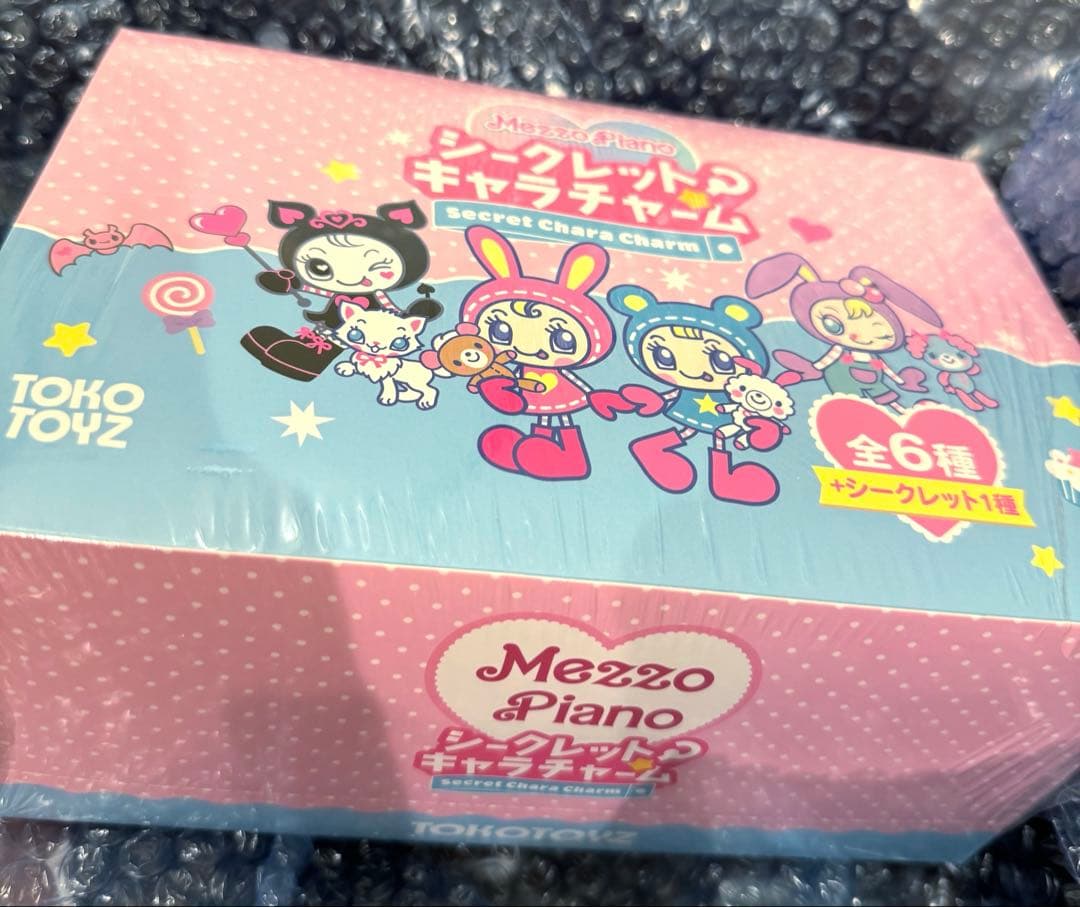 Mezzo Piano
シークレット
キャラチャーム
Secret Chara Charm
TOKO
TOYZ
全6種
+シークレット1種
Mezzo
Piano
シークレット
キャラチャーム
Secret Chara Charm
TOKOTOYZ